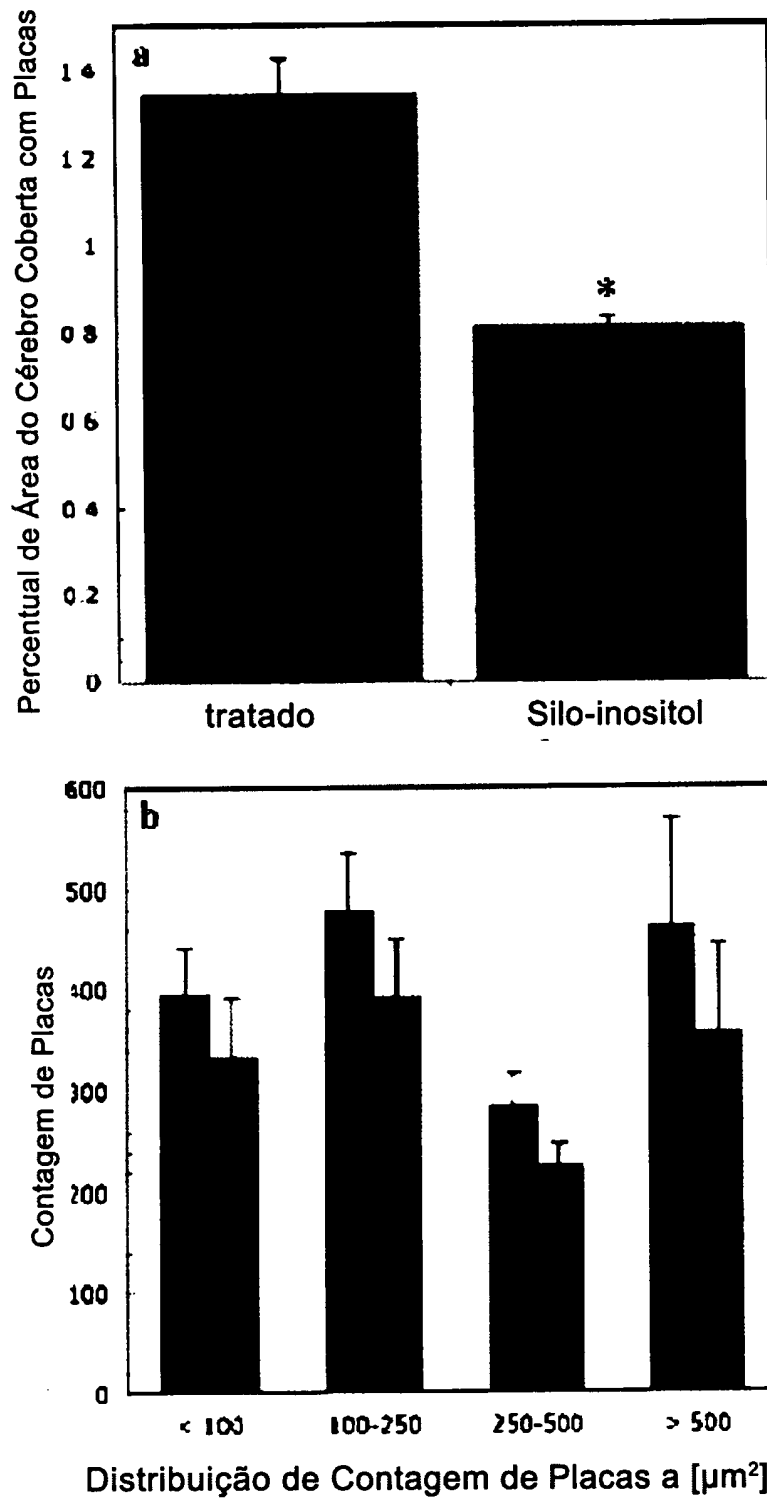 Percentual de Área do Cérebro Coberta com Placas
a
1 4
1 2
1
0 8
0 6
0 4
0.2
0
*
tratado
Silo-inositol
Contagem de Placas
b
600
500
400
300
200
100
0
< 100
100-250
250-500
> 500
Distribuição de Contagem de Placas a [µm²]